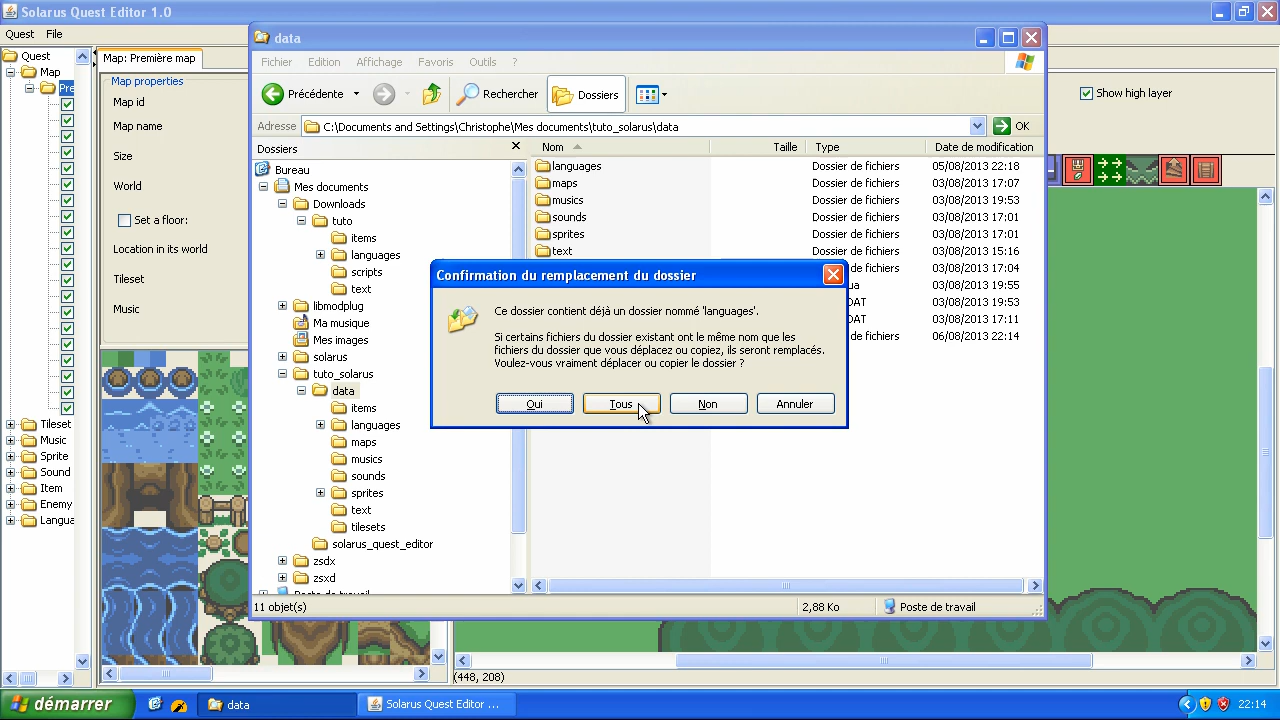 Solarus Quest Editor 1.0
Quest File
Quest
Map
Pre
Tileset
Music
Sprite
Sound
Item
Enemy
Langua
Map: Première map
Map properties
Map id
Map name
Size
World
Set a floor:
Location in its world
Tileset
Music
Show high layer
(448, 208)
data
Fichier Affichage Favoris Outils ?
Précédente Rechercher Dossiers
Adresse C:\Documents and Settings\Christophe\Mes documents\tuto_solarus\data OK
Dossiers
Bureau
Mes documents
Downloads
tuto
items
languages
scripts
text
libmodplug
Ma musique
Mes images
solarus
tuto_solarus
data
items
languages
maps
musics
sounds
sprites
text
tilesets
solarus_quest_editor
zsdx
zsxd
Nom Taille Type Date de modification
languages Dossier de fichiers 05/08/2013 22:18
maps Dossier de fichiers 03/08/2013 17:07
musics Dossier de fichiers 03/08/2013 19:53
sounds Dossier de fichiers 03/08/2013 17:01
sprites Dossier de fichiers 03/08/2013 17:01
text Dossier de fichiers 03/08/2013 15:16
de fichiers 03/08/2013 17:04
ua 03/08/2013 19:55
DAT 03/08/2013 19:53
DAT 03/08/2013 17:11
de fichiers 06/08/2013 22:14
11 objet(s) 2,88 Ko Poste de travail
Confirmation du remplacement du dossier
Ce dossier contient déjà un dossier nommé 'languages'.
Si certains fichiers du dossier existant ont le même nom que les
fichiers du dossier que vous déplacez ou copiez, ils seront remplacés.
Voulez-vous vraiment déplacer ou copier le dossier ?
Oui Tous Non Annuler
démarrer data Solarus Quest Editor ... 22:14